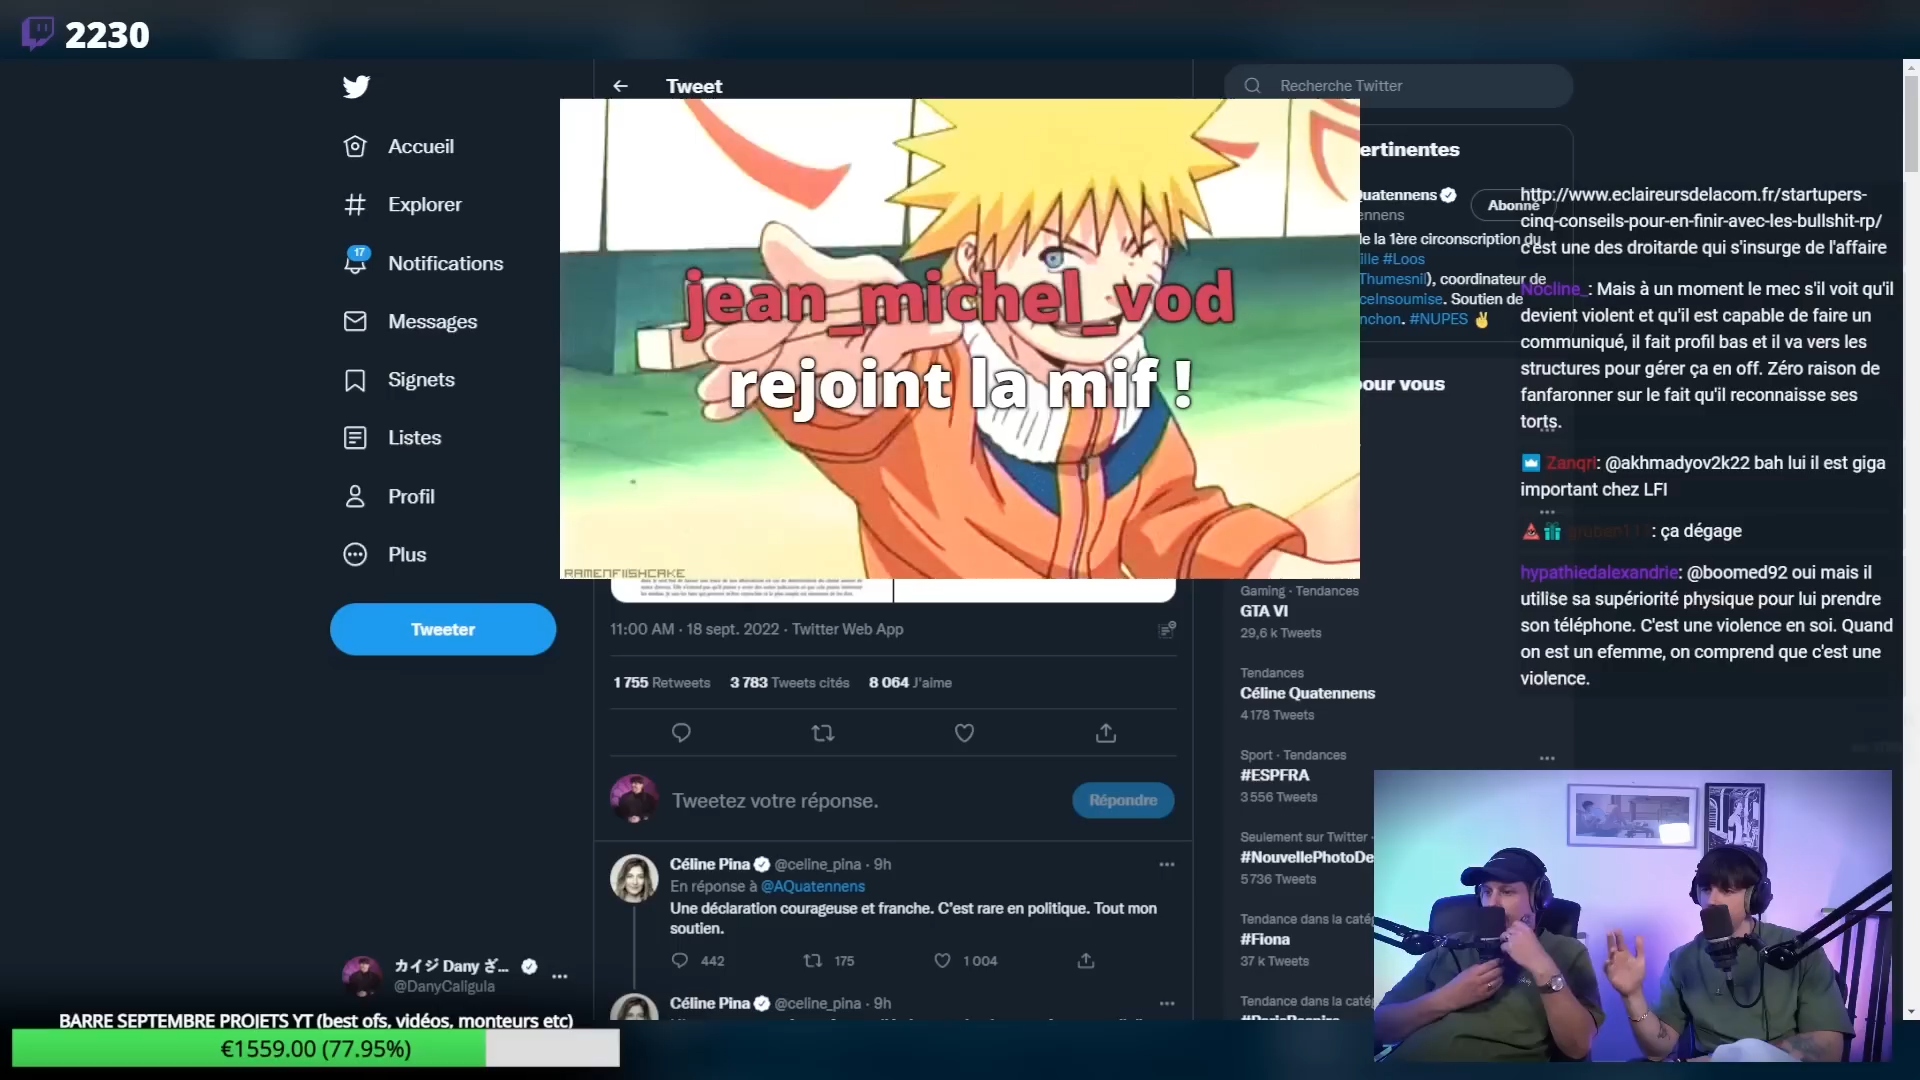 2230
Accueil
Explorer
17
Notifications
Messages
Signets
Listes
Profil
Plus
Tweeter
カイジ Dany ざ...
@DanyCaligula
BARRE SEPTEMBRE PROJETS YT (best ofs, vidéos, monteurs etc)
€1559.00 (77.95%)
Tweet
jean_michel_vod
rejoint la mif !
RAMENFIISHCAKE
11:00 AM · 18 sept. 2022 · Twitter Web App
1 755 Retweets 3 783 Tweets cités 8 064 J'aime
Tweetez votre réponse.
Répondre
Céline Pina @celine_pina · 9h
En réponse à @AQuatennens
Une déclaration courageuse et franche. C'est rare en politique. Tout mon
soutien.
442 175 1 004
Céline Pina @celine_pina · 9h
Recherche Twitter
ertinentes
uatennens
ennens
Abonné
e la 1ère circonscription du
ille #Loos
Thumesnil), coordinateur de
ceInsoumise. Soutien de
nchon. #NUPES ✌
pour vous
Gaming · Tendances
GTA VI
29,6 k Tweets
Tendances
Céline Quatennens
4 178 Tweets
Sport · Tendances
#ESPFRA
3 556 Tweets
Seulement sur Twitter ·
#NouvellePhotoDe
5 736 Tweets
Tendance dans la caté
#Fiona
37 k Tweets
Tendance dans la caté
http://www.eclaireursdelacom.fr/startupers-
cinq-conseils-pour-en-finir-avec-les-bullshit-rp/
c'est une des droitarde qui s'insurge de l'affaire
Nocline_: Mais à un moment le mec s'il voit qu'il
devient violent et qu'il est capable de faire un
communiqué, il fait profil bas et il va vers les
structures pour gérer ça en off. Zéro raison de
fanfaronner sur le fait qu'il reconnaisse ses
torts.
Zanqrl: @akhmadyov2k22 bah lui il est giga
important chez LFI
: ça dégage
hypathiedalexandrie: @boomed92 oui mais il
utilise sa supériorité physique pour lui prendre
son téléphone. C'est une violence en soi. Quand
on est un efemme, on comprend que c'est une
violence.